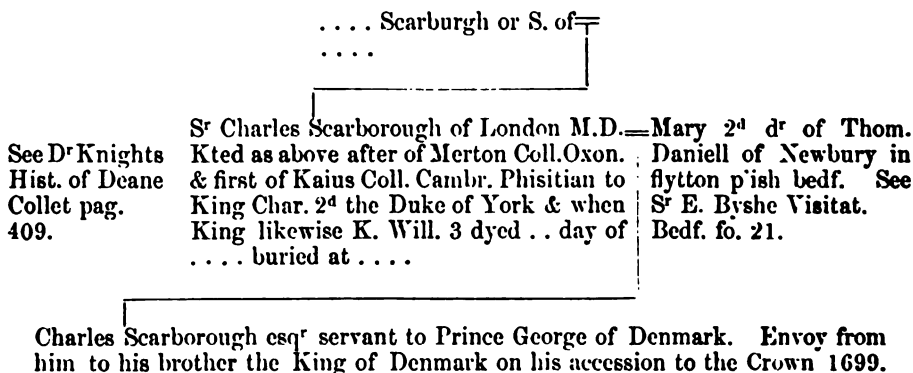 .... Scarburgh or S. of
....
See Dr Knights
Hist. of Deane
Collet pag.
409.
Sr Charles Scarborough of London M.D.
Kted as above after of Merton Coll. Oxon.
& first of Kaius Coll. Cambr. Phisitian to
King Char. 2d the Duke of York & when
King likewise K. Will. 3 dyed . . day of
.... buried at ....
Mary 2d dr of Thom.
Daniell of Newbury in
flytton p'ish bedf. See
Sr E. Byshe Visitat.
Bedf. fo. 21.
Charles Scarborough esqr servant to Prince George of Denmark. Envoy from
him to his brother the King of Denmark on his accession to the Crown 1699.